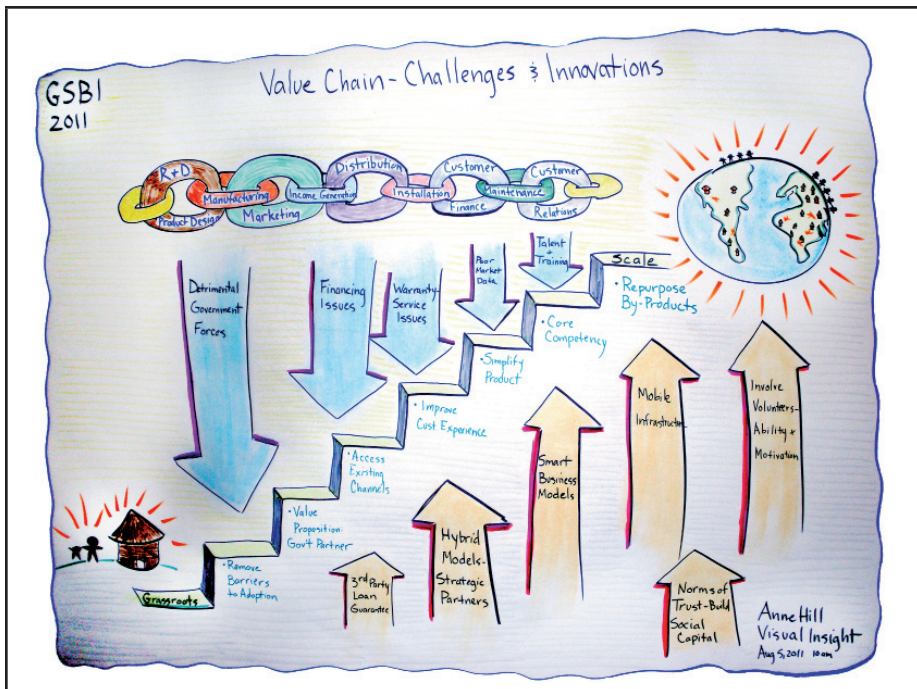 GSBI
2011
Value Chain - Challenges & Innovations
R+D
Product Design
Manufacturing
Marketing
Income Generation
Distribution
Installation
Customer
Finance
Maintenance
Customer
Relations
Detrimental
Government
Forces
Financing
Issues
Warranty-
Service
Issues
Poor
Market
Data
Talent
+
Training
Scale
• Repurpose
By-Products
• Core
Competency
• Simplify
Product
• Improve
Cust Experience
• Access
Existing
Channels
• Value
Proposition
Gov't Partner
• Remove
Barriers
to Adoption
Grassroots
3rd Party
Loan
Guarantee
Hybrid
Models-
Strategic
Partners
Smart
Business
Models
Mobile
Involve
Volunteers-
Ability +
Motivation
Norms of
Trust-Build
Social
Capital
Anne Hill
Visual Insight
Aug 5, 2011 10am